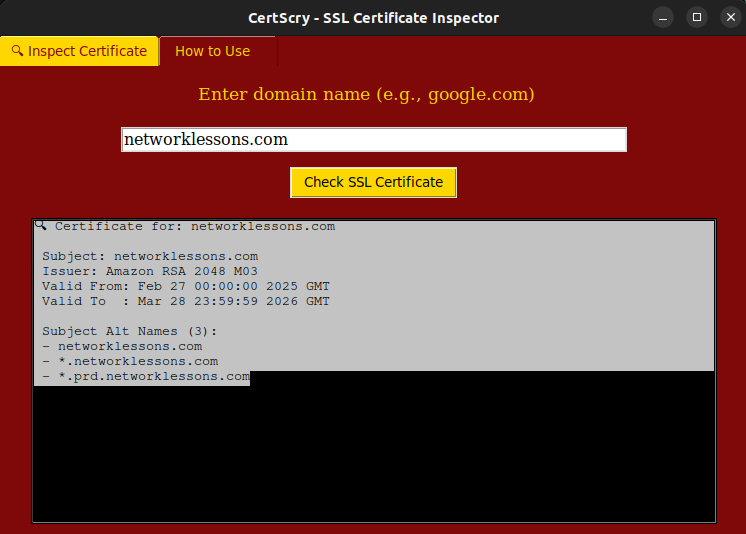 CertScry - SSL Certificate Inspector
🔍 Inspect Certificate How to Use
Enter domain name (e.g., google.com)
networklessons.com
Check SSL Certificate
🔍 Certificate for: networklessons.com
Subject: networklessons.com
Issuer: Amazon RSA 2048 M03
Valid From: Feb 27 00:00:00 2025 GMT
Valid To  : Mar 28 23:59:59 2026 GMT
Subject Alt Names (3):
- networklessons.com
- *.networklessons.com
- *.prd.networklessons.com